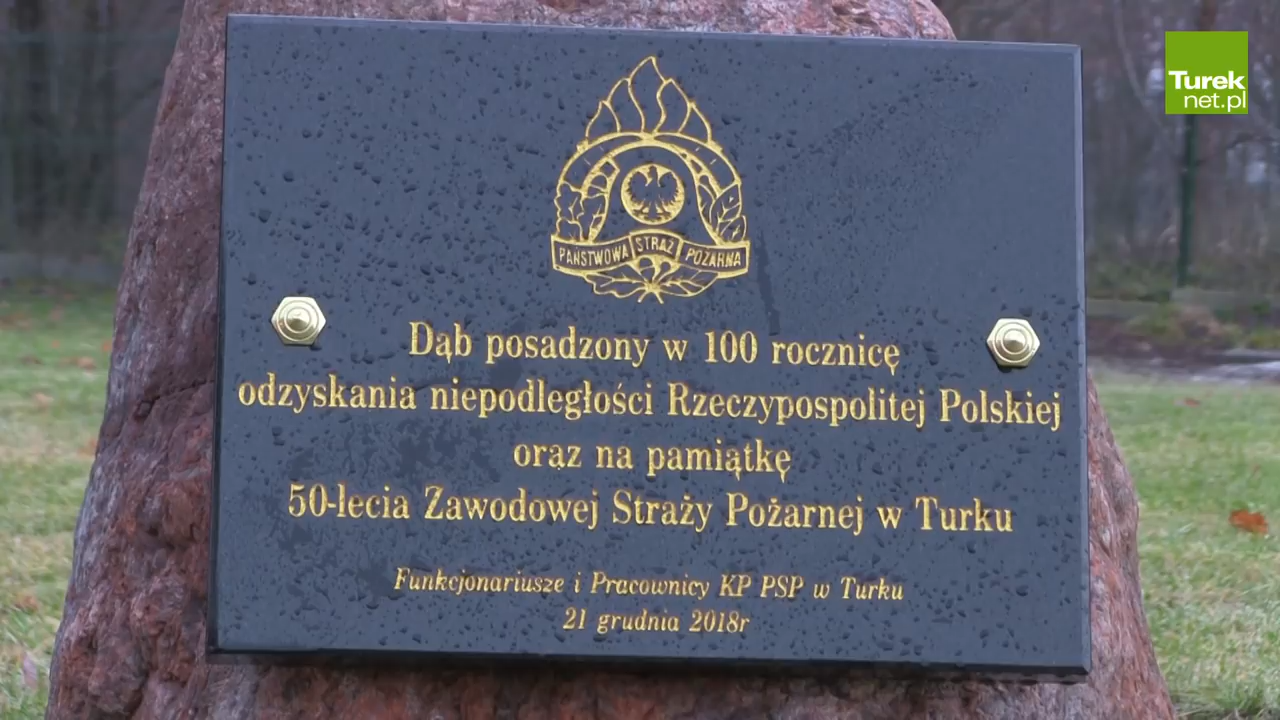 Turek
net.pl
PAŃSTWOWA STRAŻ POŻARNA
Dąb posadzony w 100 rocznicę
odzyskania niepodległości Rzeczypospolitej Polskiej
oraz na pamiątkę
50-lecia Zawodowej Straży Pożarnej w Turku
Funkcjonariusze i Pracownicy KP PSP w Turku
21 grudnia 2018r